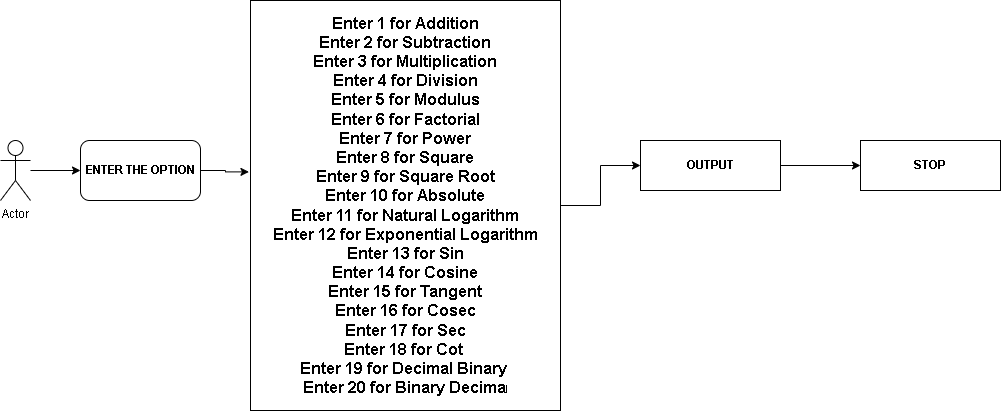 Enter 1 for Addition
Enter 2 for Subtraction
Enter 3 for Multiplication
Enter 4 for Division
Enter 5 for Modulus
Enter 6 for Factorial
Enter 7 for Power
Enter 8 for Square
Enter 9 for Square Root
Enter 10 for Absolute
Enter 11 for Natural Logarithm
Enter 12 for Exponential Logarithm
Enter 13 for Sin
Enter 14 for Cosine
Enter 15 for Tangent
Enter 16 for Cosec
Enter 17 for Sec
Enter 18 for Cot
Enter 19 for Decimal Binary
Enter 20 for Binary Decimal
Actor
ENTER THE OPTION
OUTPUT
STOP